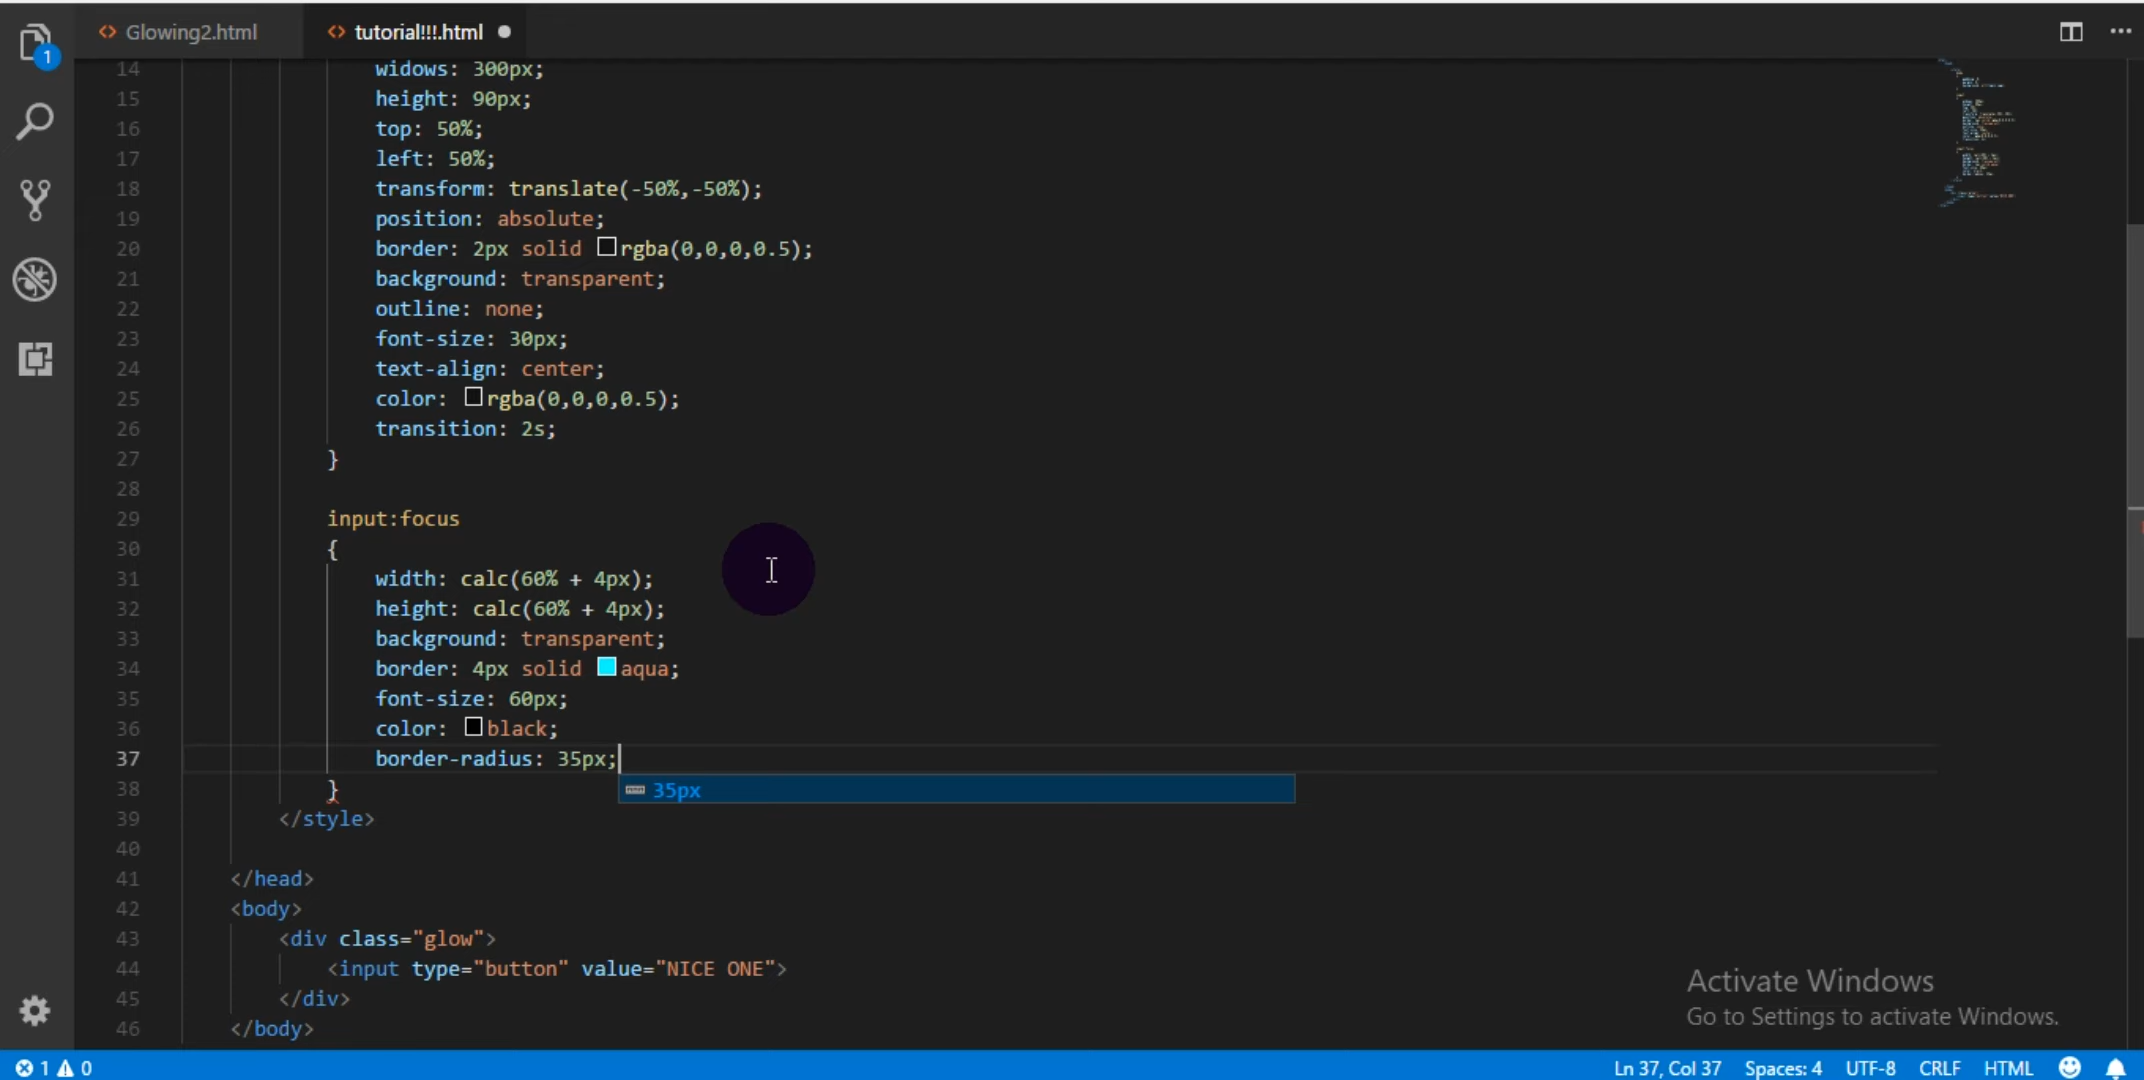 Glowing2.html tutorial!!!.html
1
14 widows: 300px;
15 height: 90px;
16 top: 50%;
17 left: 50%;
18 transform: translate(-50%,-50%);
19 position: absolute;
20 border: 2px solid rgba(0,0,0,0.5);
21 background: transparent;
22 outline: none;
23 font-size: 30px;
24 text-align: center;
25 color: rgba(0,0,0,0.5);
26 transition: 2s;
27 }
28
29 input:focus
30 {
31 width: calc(60% + 4px);
32 height: calc(60% + 4px);
33 background: transparent;
34 border: 4px solid aqua;
35 font-size: 60px;
36 color: black;
37 border-radius: 35px;
38 }
35px
39 </style>
40
41 </head>
42 <body>
43 <div class="glow">
44 <input type="button" value="NICE ONE">
45 </div>
46 </body>
Activate Windows
Go to Settings to activate Windows.
1 0 Ln 37, Col 37 Spaces: 4 UTF-8 CRLF HTML